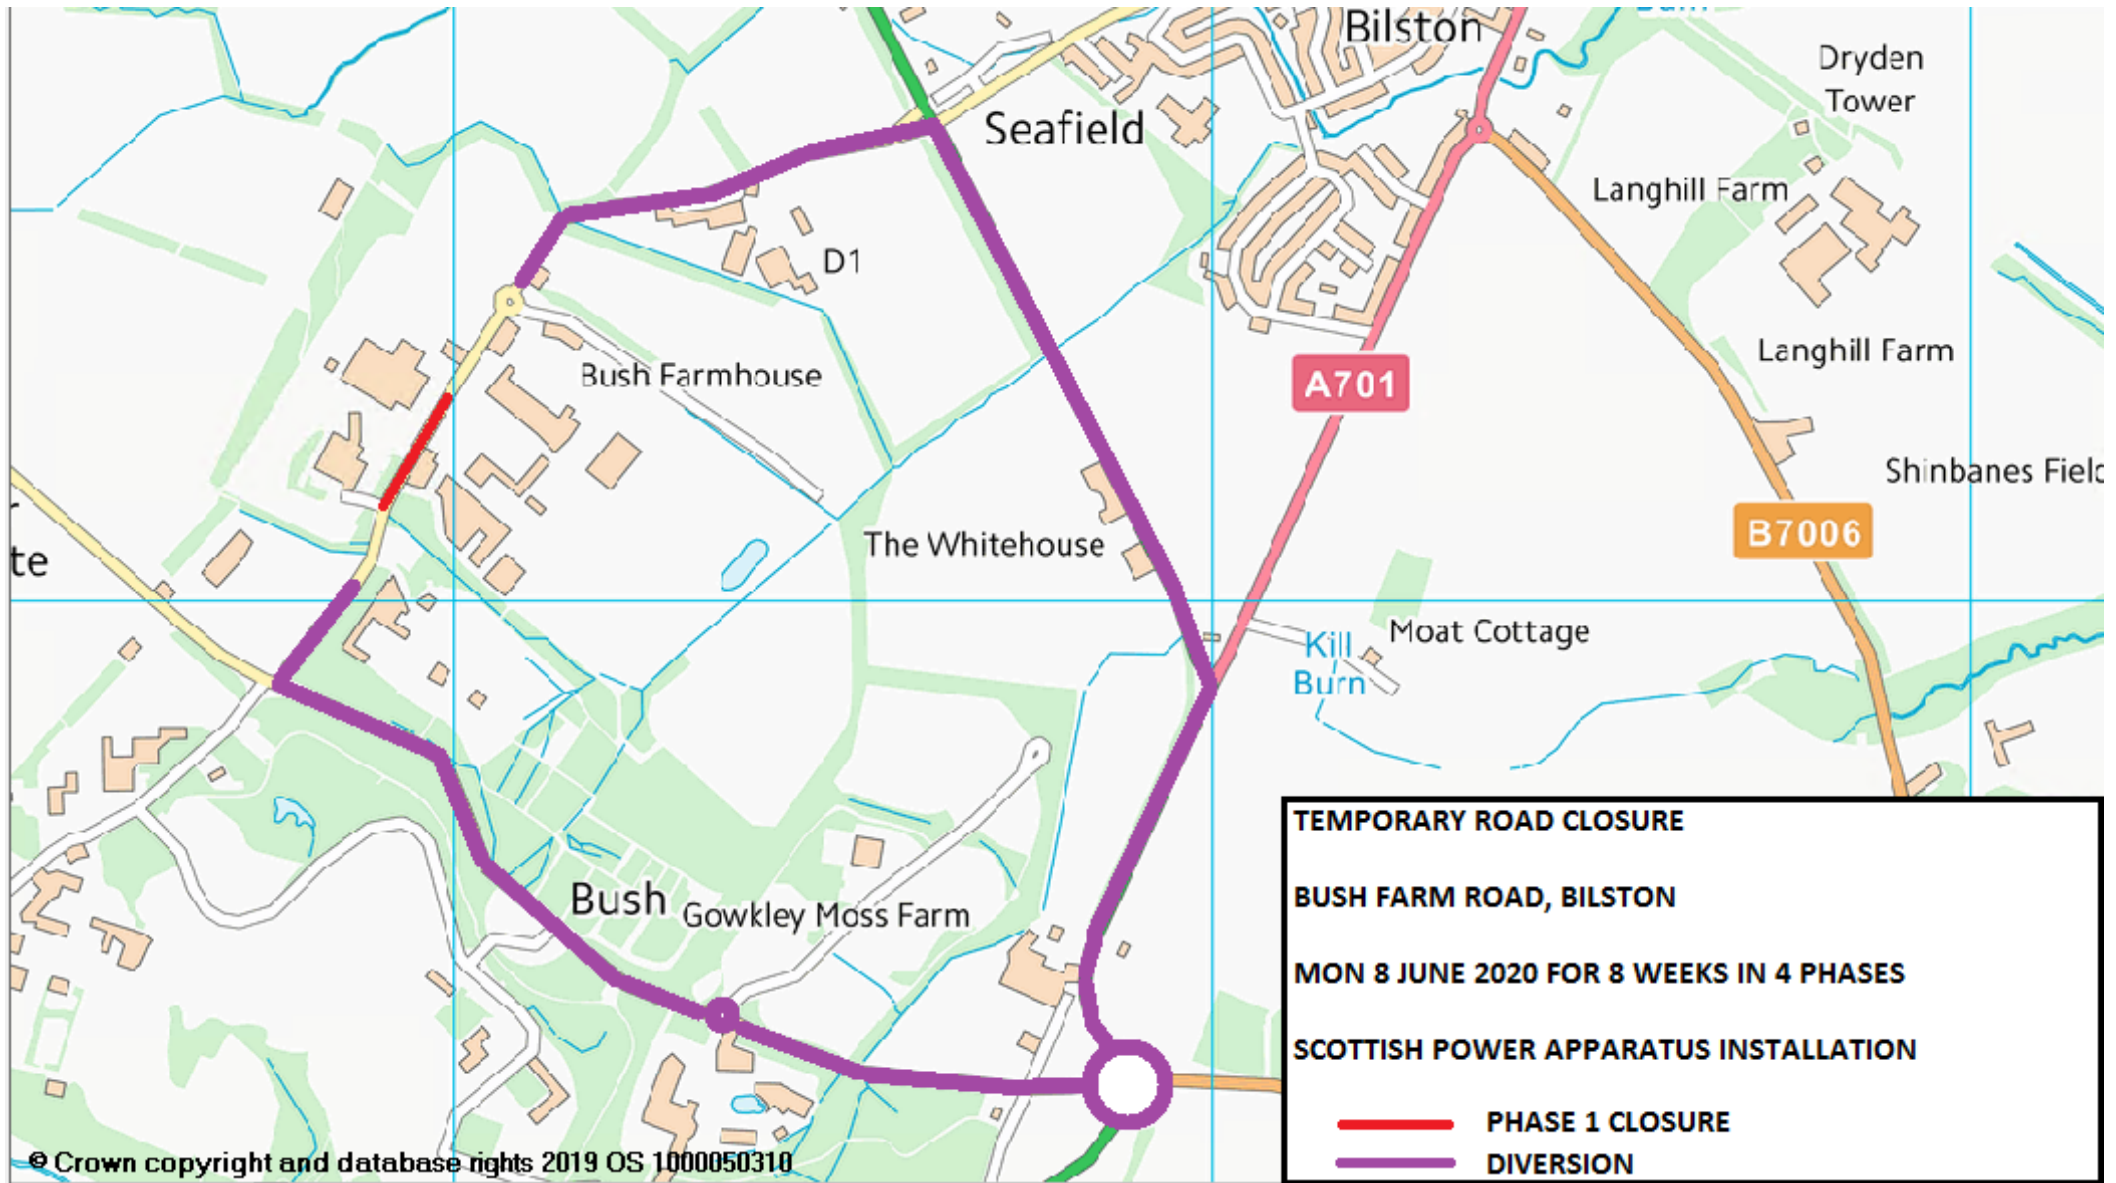 Bilston
Dryden
Tower
Seafield
Langhill Farm
D1
Langhill Farm
Bush Farmhouse
A701
Shinbanes Field
B7006
The Whitehouse
te
Kill
Burn
Moat Cottage
Bush
Gowkley Moss Farm
TEMPORARY ROAD CLOSURE
BUSH FARM ROAD, BILSTON
MON 8 JUNE 2020 FOR 8 WEEKS IN 4 PHASES
SCOTTISH POWER APPARATUS INSTALLATION
PHASE 1 CLOSURE
DIVERSION
© Crown copyright and database rights 2019 OS 1000050310